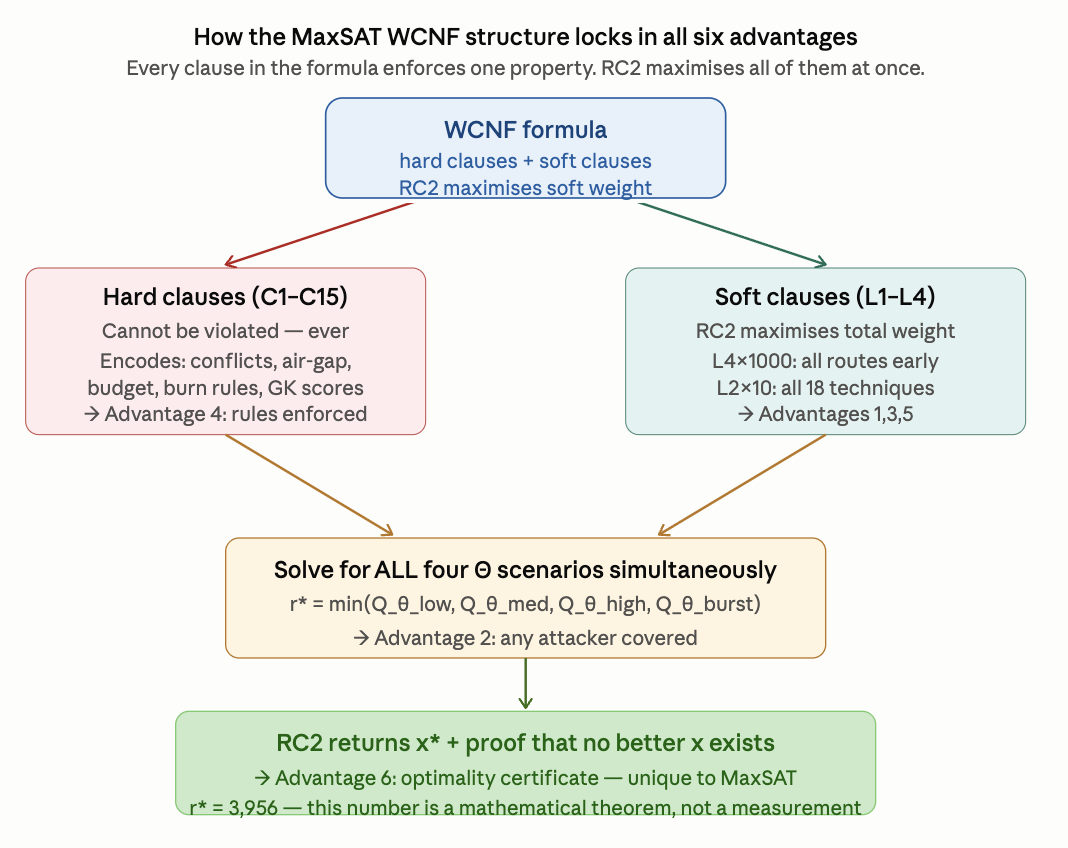 How the MaxSAT WCNF structure locks in all six advantages
Every clause in the formula enforces one property. RC2 maximises all of them at once.
WCNF formula
hard clauses + soft clauses
RC2 maximises soft weight
Hard clauses (C1–C15)
Cannot be violated — ever
Encodes: conflicts, air-gap,
budget, burn rules, GK scores
→ Advantage 4: rules enforced
Soft clauses (L1–L4)
RC2 maximises total weight
L4×1000: all routes early
L2×10: all 18 techniques
→ Advantages 1,3,5
Solve for ALL four Θ scenarios simultaneously
r* = min(Q_θ_low, Q_θ_med, Q_θ_high, Q_θ_burst)
→ Advantage 2: any attacker covered
RC2 returns x* + proof that no better x exists
→ Advantage 6: optimality certificate — unique to MaxSAT
r* = 3,956 — this number is a mathematical theorem, not a measurement